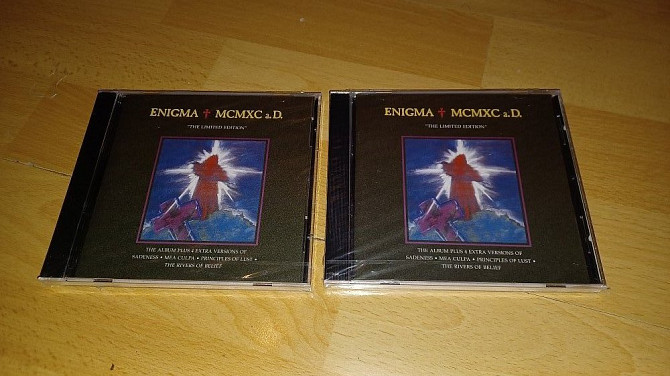 ENIGMA † MCMXC a.D.
"THE LIMITED EDITION"
THE ALBUM PLUS 4 EXTRA VERSIONS OF
SADENESS • MEA CULPA • PRINCIPLES OF LUST •
THE RIVERS OF BELIEF
ENIGMA † MCMXC a.D.
"THE LIMITED EDITION"
THE ALBUM PLUS 4 EXTRA VERSIONS OF
SADENESS • MEA CULPA • PRINCIPLES OF LUST •
THE RIVERS OF BELIEF